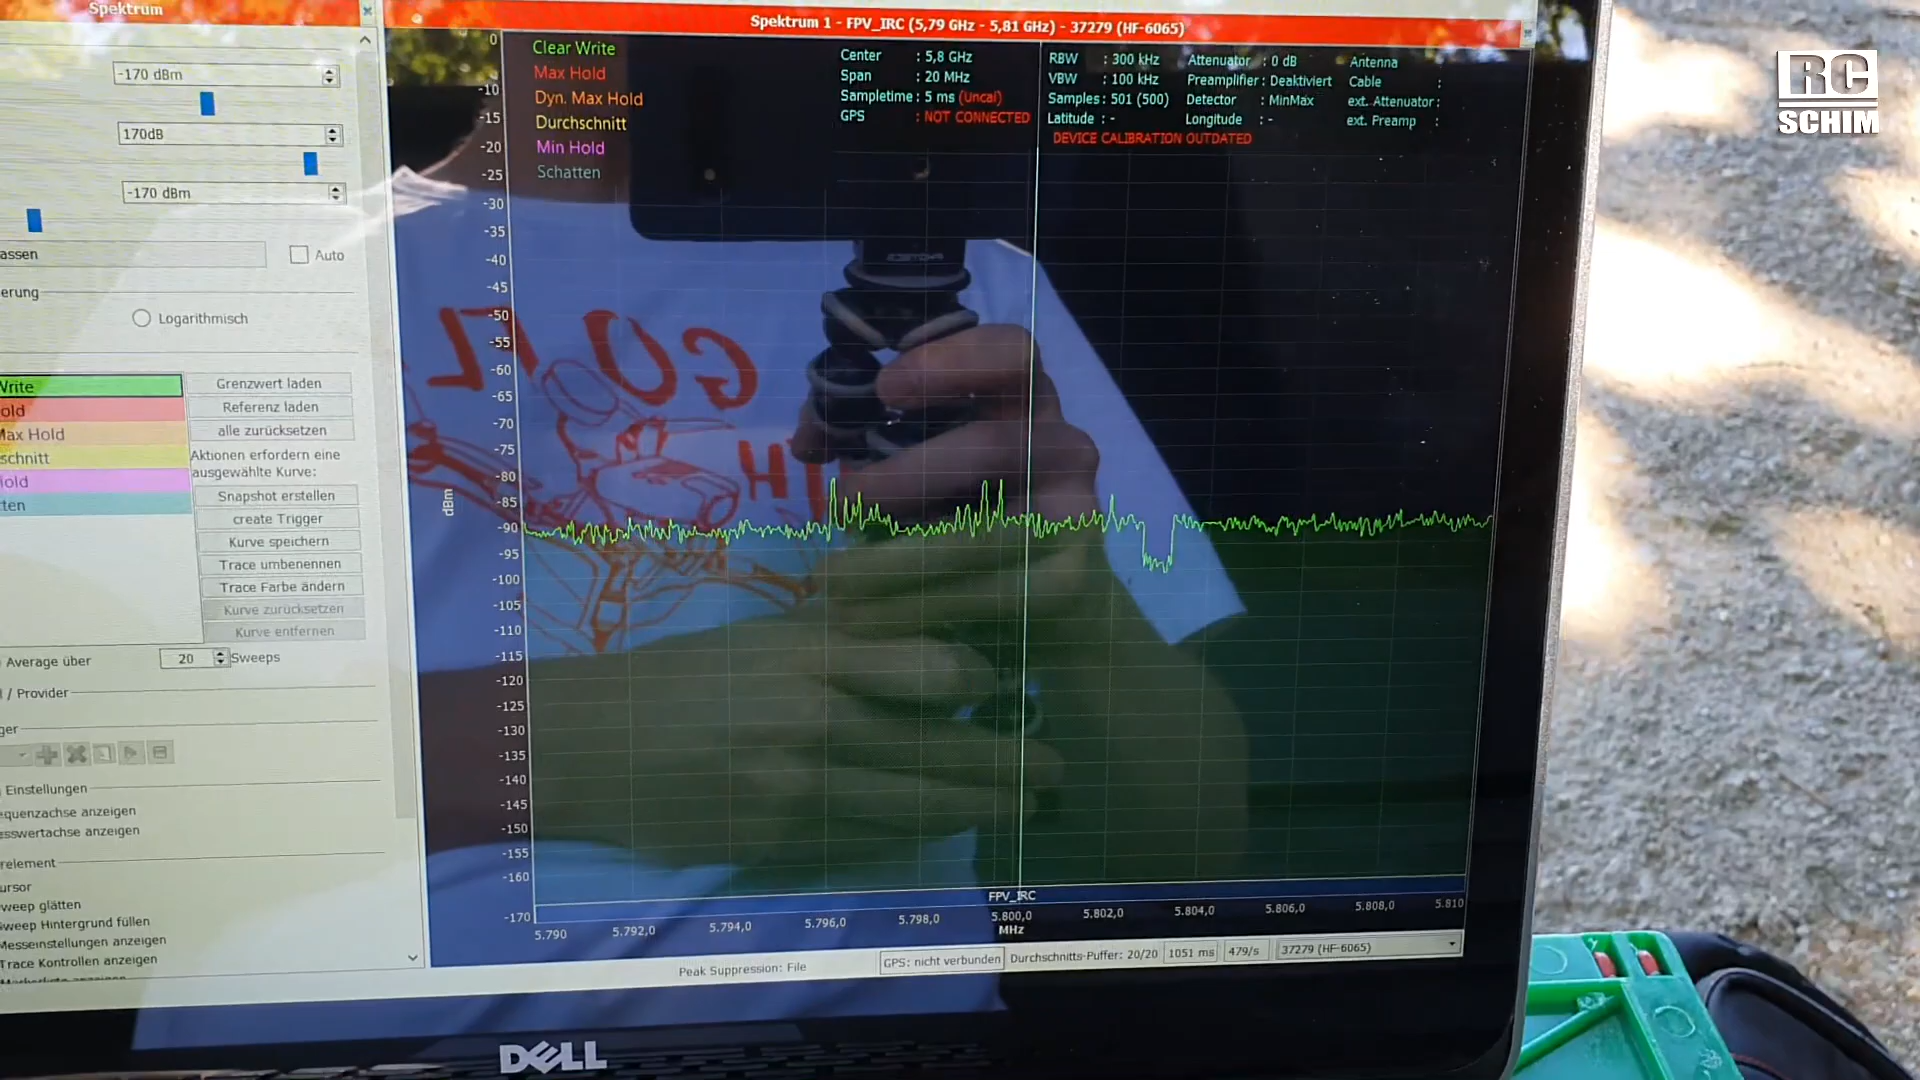 Spektrum
-170 dBm
170dB
-170 dBm
assen
Auto
erung
Logarithmisch
Write
old
Max Hold
schnitt
Hold
ten
Grenzwert laden
Referenz laden
alle zurücksetzen
Aktionen erfordern eine
ausgewählte Kurve:
Snapshot erstellen
create Trigger
Kurve speichern
Trace umbenennen
Trace Farbe ändern
Kurve zurücksetzen
Kurve entfernen
Average über 20 Sweeps
/ Provider
ger
Einstellungen
equenzachse anzeigen
esswertachse anzeigen
relement
ursor
weep glätten
Sweep Hintergrund füllen
Messeinstellungen anzeigen
Trace Kontrollen anzeigen
Spektrum 1 - FPV_IRC (5,79 GHz - 5,81 GHz) - 37279 (HF-6065)
Clear Write
Max Hold
Dyn. Max Hold
Durchschnitt
Min Hold
Schatten
Center : 5,8 GHz
Span : 20 MHz
Sampletime : 5 ms (Uncal)
GPS : NOT CONNECTED
RBW : 300 kHz
VBW : 100 kHz
Samples: 501 (500)
Latitude : -
DEVICE CALIBRATION OUTDATED
Attenuator : 0 dB
Preamplifier : Deaktiviert
Detector : MinMax
Longitude : -
Antenna
Cable :
ext. Attenuator :
ext. Preamp :
0
-10
-15
-20
-25
-30
-35
-40
-45
-50
-55
-60
-65
-70
-75
-80
-85
-90
-95
-100
-105
-110
-115
-120
-125
-130
-135
-140
-145
-150
-155
-160
-170
dBm
GO
FPV_IRC
5.790
5.792,0
5.794,0
5.796,0
5.798,0
5.800,0
5.802,0
5.804,0
5.806,0
5.808,0
5.810
MHz
Peak Suppression: File
GPS: nicht verbunden
Durchschnitts-Puffer: 20/20
1051 ms
479/s
37279 (HF-6065)
DELL
RC
SCHIM